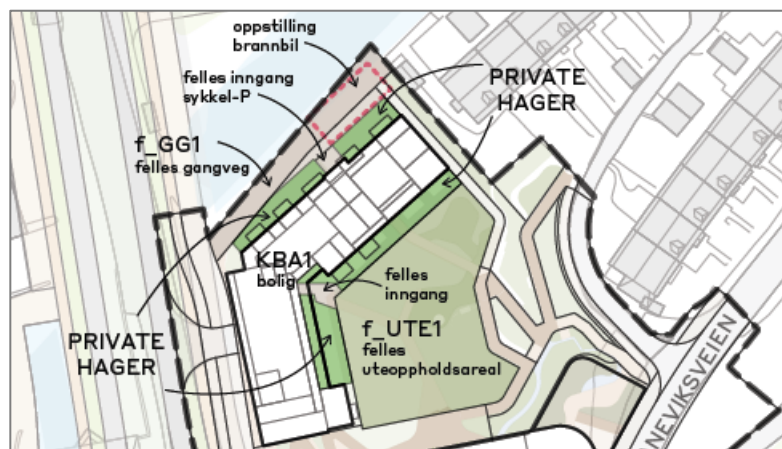 oppstilling
brannbil
felles inngang
sykkel-P
PRIVATE
HAGER
f_GG1
felles gangveg
KBA1
bolig
felles
inngang
PRIVATE
HAGER
f_UTE1
felles
uteoppholdsareal
NEVIKSVEIEN